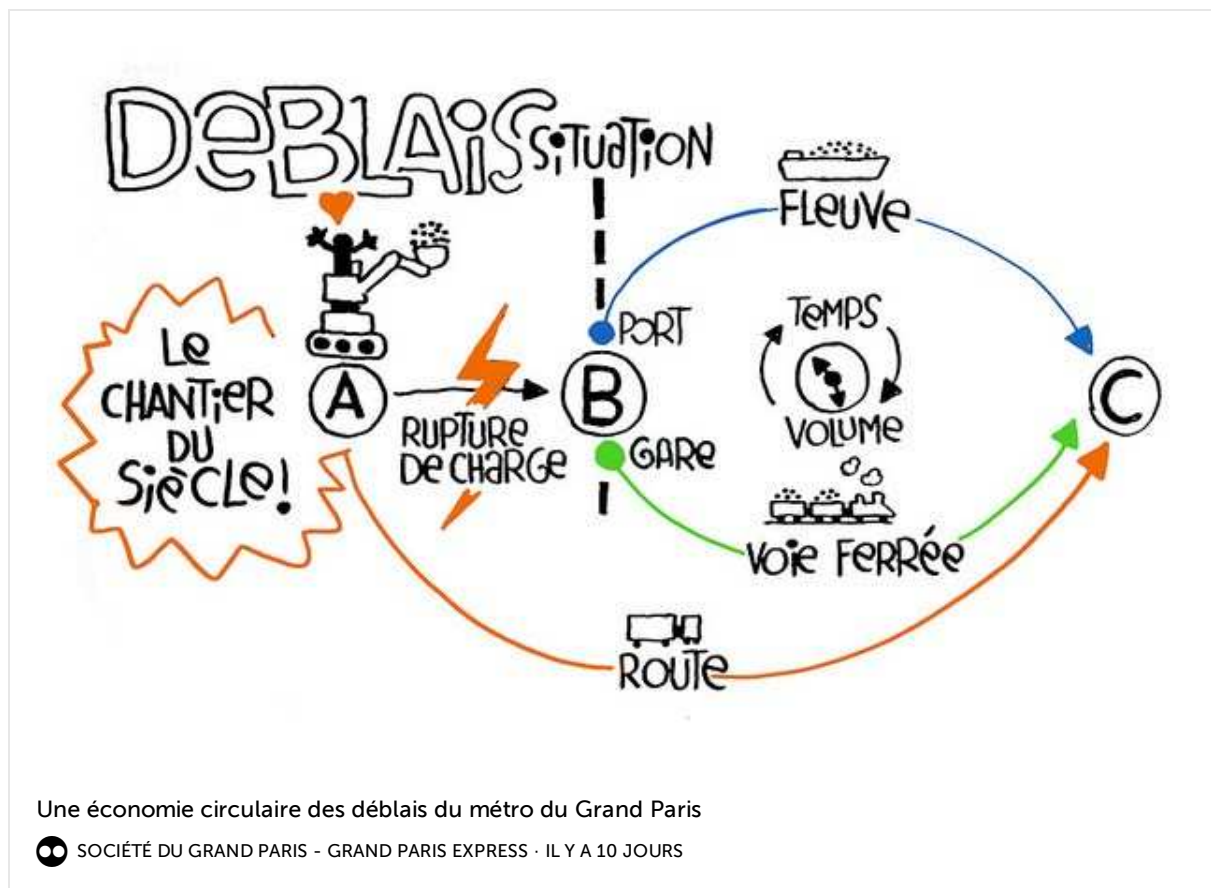 DeBLAiS
SiTUaTiON
FLeUVe
PORT
TeMPS
Le
CHANTieR
DU
SièCLe!
A
B
C
VOLUMe
RUPTURe
De CHaRGe
GARe
VOie FeRRée
ROUTe
Une économie circulaire des déblais du métro du Grand Paris
SOCIÉTÉ DU GRAND PARIS - GRAND PARIS EXPRESS · IL Y A 10 JOURS